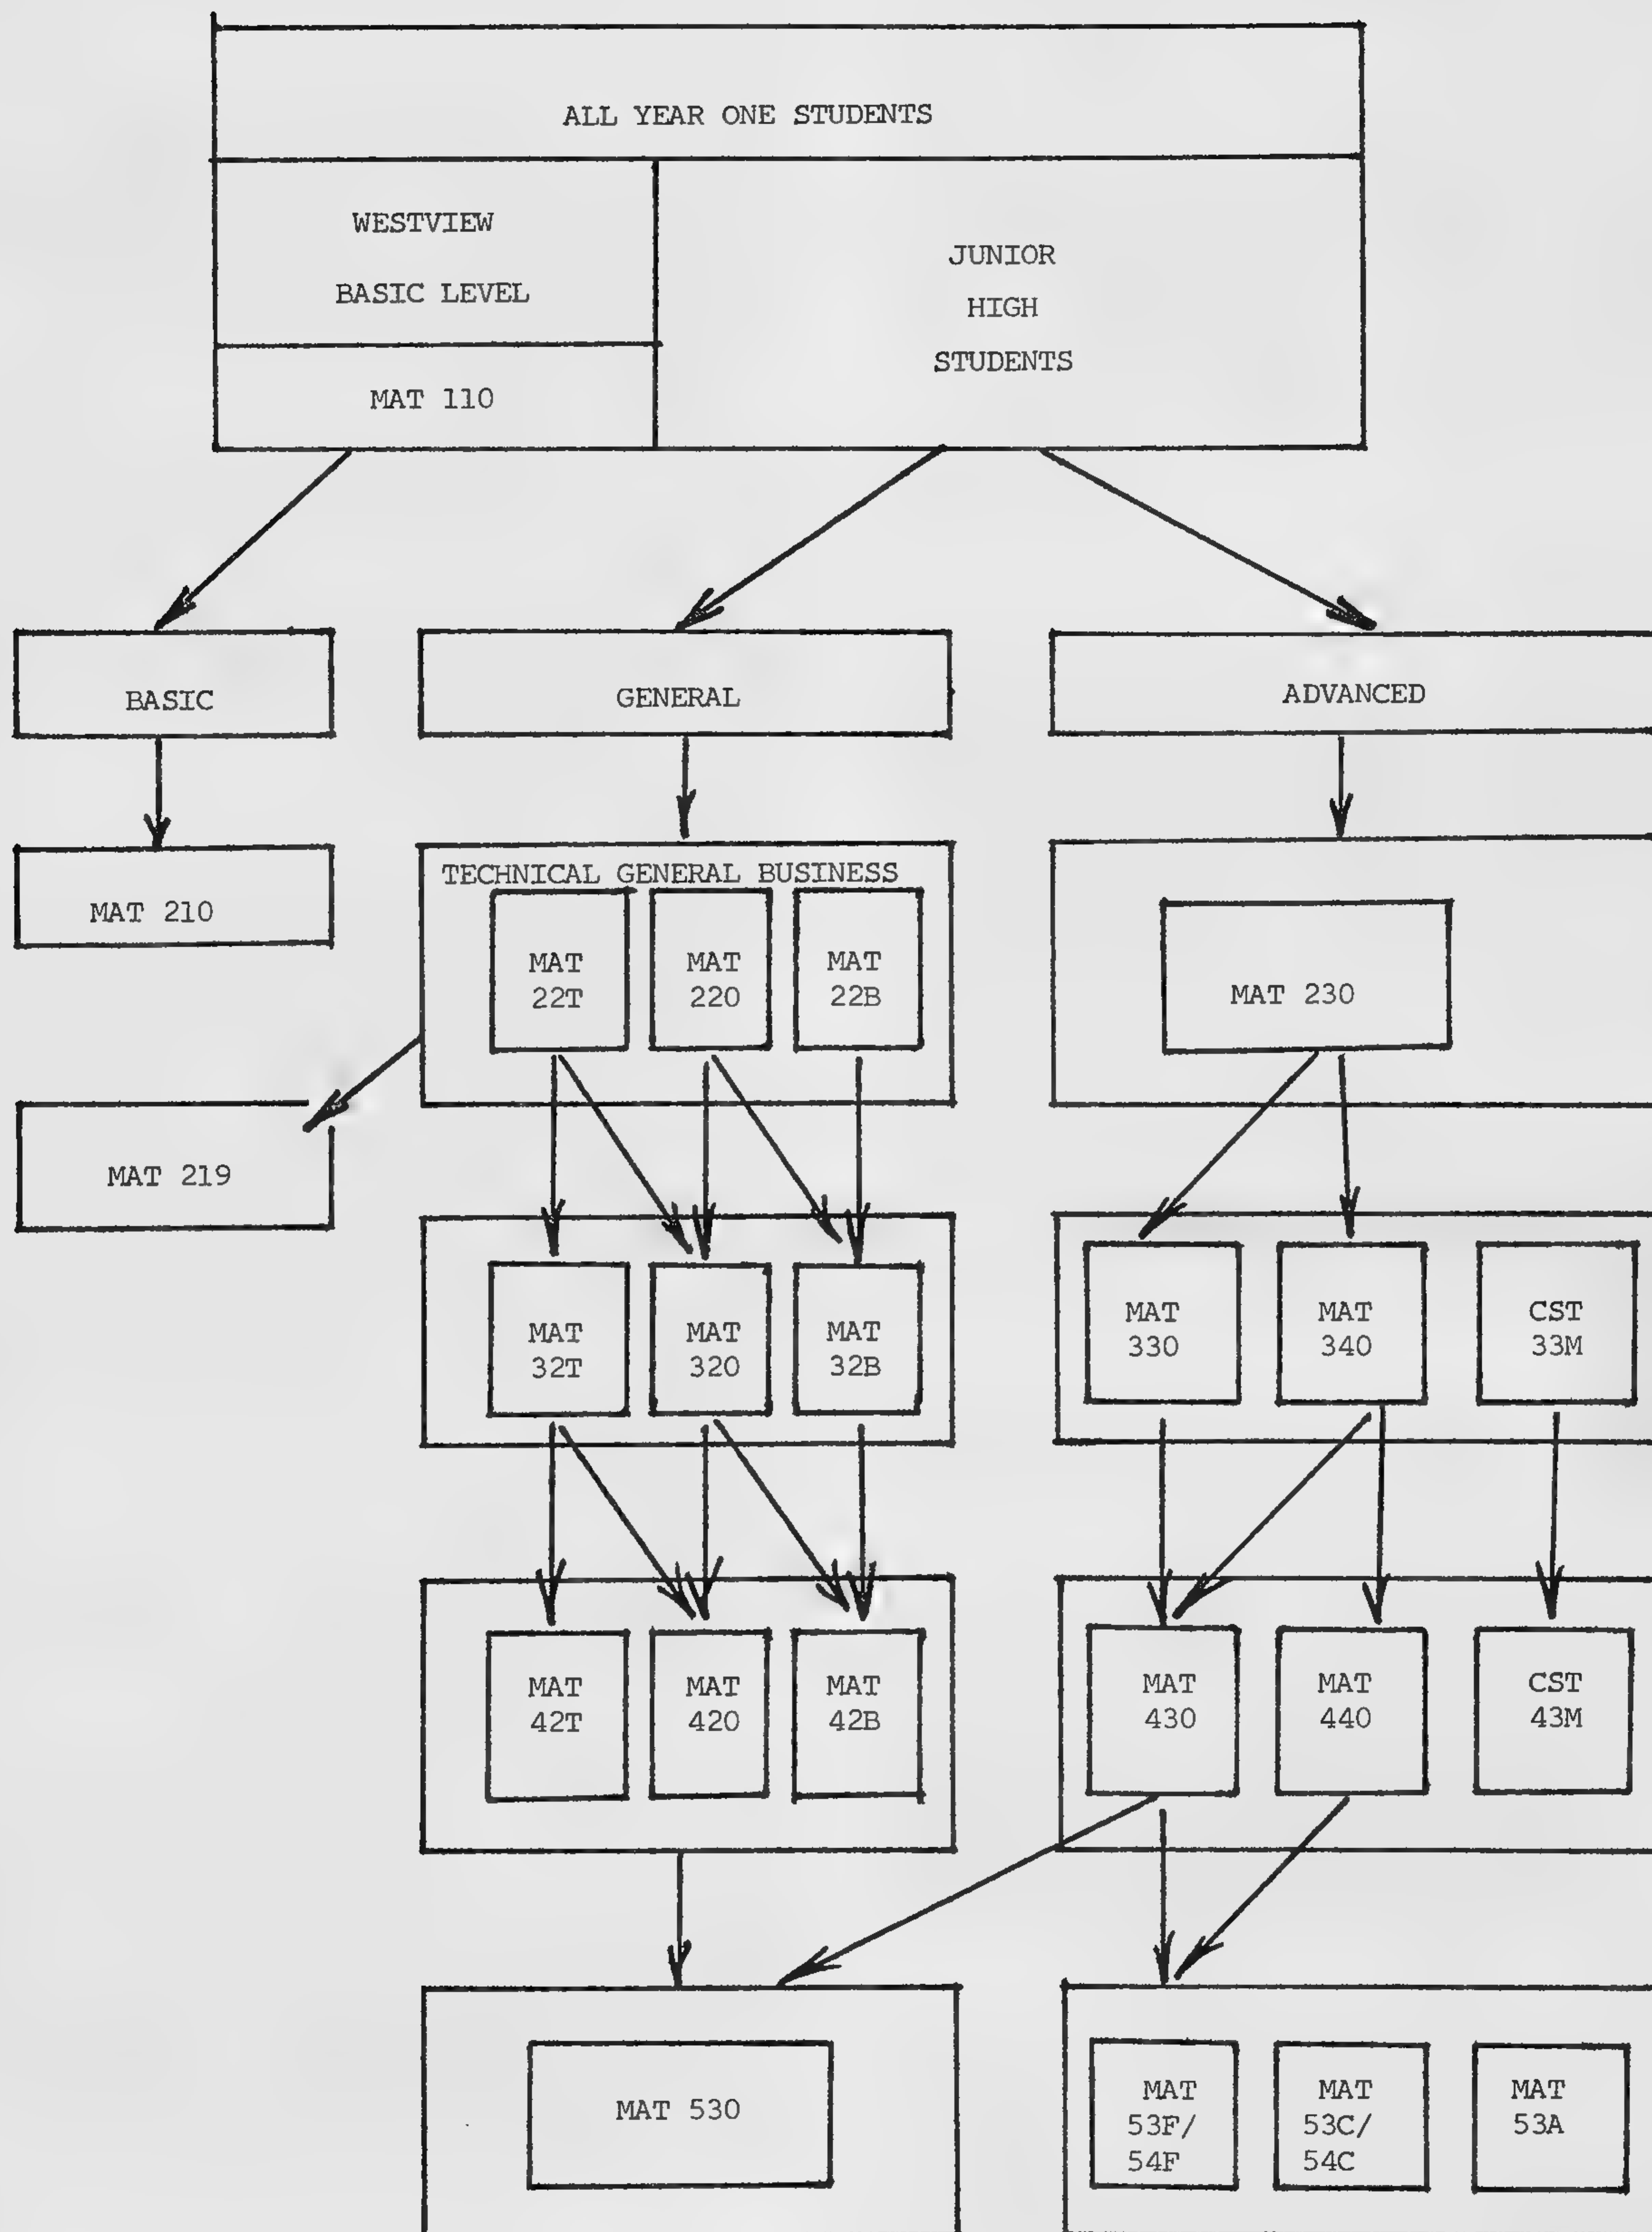 ALL YEAR ONE STUDENTS
WESTVIEW
BASIC LEVEL
MAT 110
JUNIOR
HIGH
STUDENTS
BASIC
GENERAL
ADVANCED
MAT 210
TECHNICAL GENERAL BUSINESS
MAT
22T
MAT
220
MAT
22B
MAT 230
MAT 219
MAT
32T
MAT
320
MAT
32B
MAT
330
MAT
340
CST
33M
MAT
42T
MAT
420
MAT
42B
MAT
430
MAT
440
CST
43M
MAT 530
MAT
53F/
54F
MAT
53C/
54C
MAT
53A